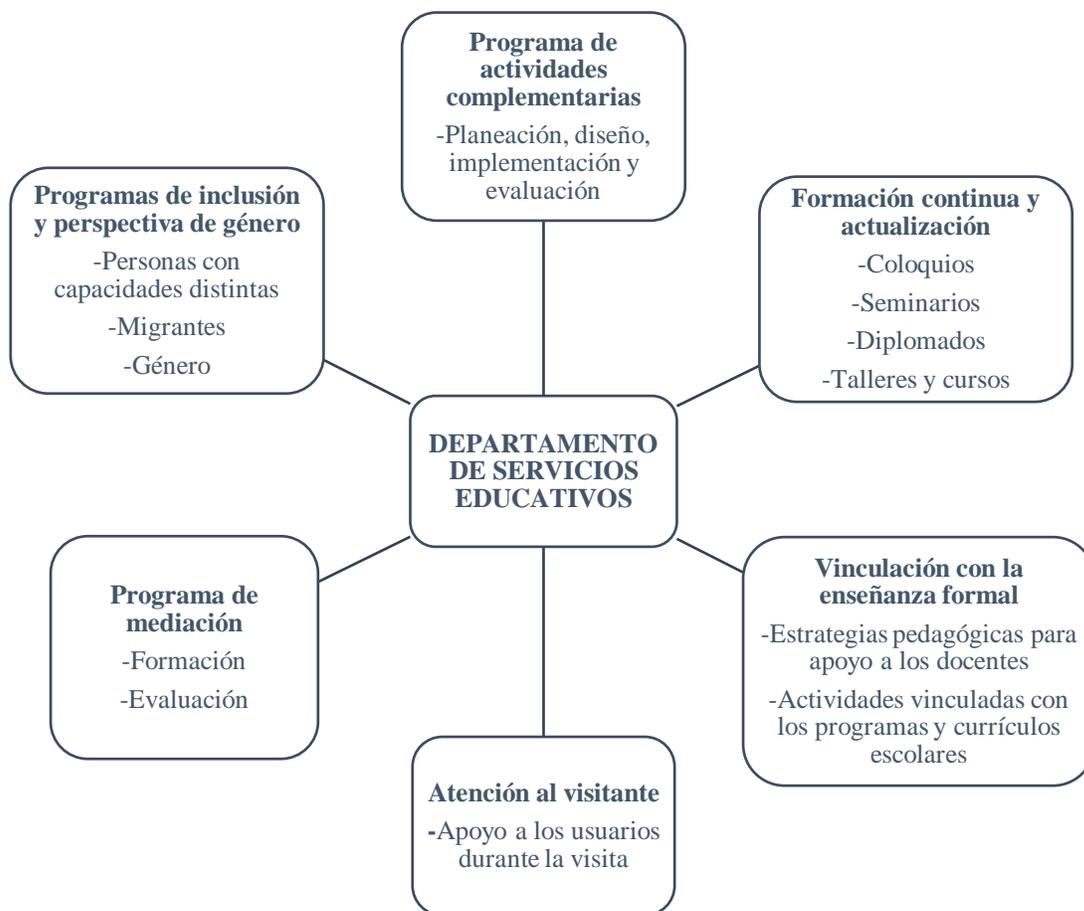 Programa de
actividades
complementarias
-Planeación, diseño,
implementación y
evaluación
Programas de inclusión
y perspectiva de género
-Personas con
capacidades distintas
-Migrantes
-Género
Formación continua y
actualización
-Coloquios
-Seminarios
-Diplomados
-Talleres y cursos
DEPARTAMENTO
DE SERVICIOS
EDUCATIVOS
Programa de
mediación
-Formación
-Evaluación
Vinculación con la
enseñanza formal
-Estrategias pedagógicas para
apoyo a los docentes
-Actividades vinculadas con
los programas y currículos
escolares
Atención al visitante
-Apoyo a los usuarios
durante la visita